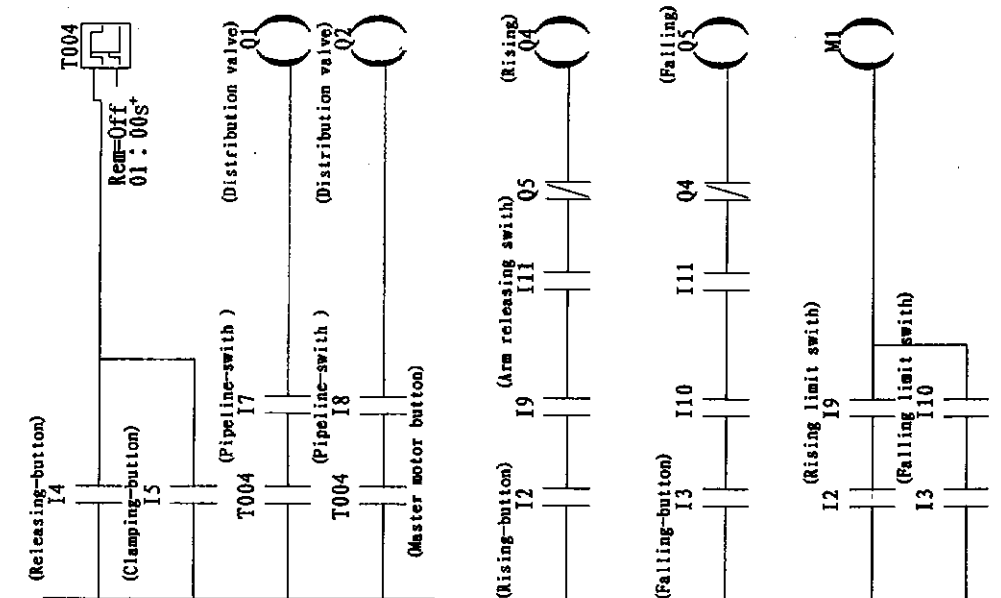 T004
Rem=Off
01:00s+
(Releasing-button)
I4
(Clamping-button)
I5
(Distribution valve)
Q1
(Pipeline-swith )
I7
T004
(Distribution valve)
Q2
(Pipeline-swith )
I8
T004
(Master motor button)
(Rising)
Q4
Q5
(Arm releasing swith)
I11
I9
(Rising-button)
I2
(Falling)
Q5
Q4
I11
I10
(Falling-button)
I3
M1
(Rising limit swith)
I9
I2
(Falling limit swith)
I10
I3